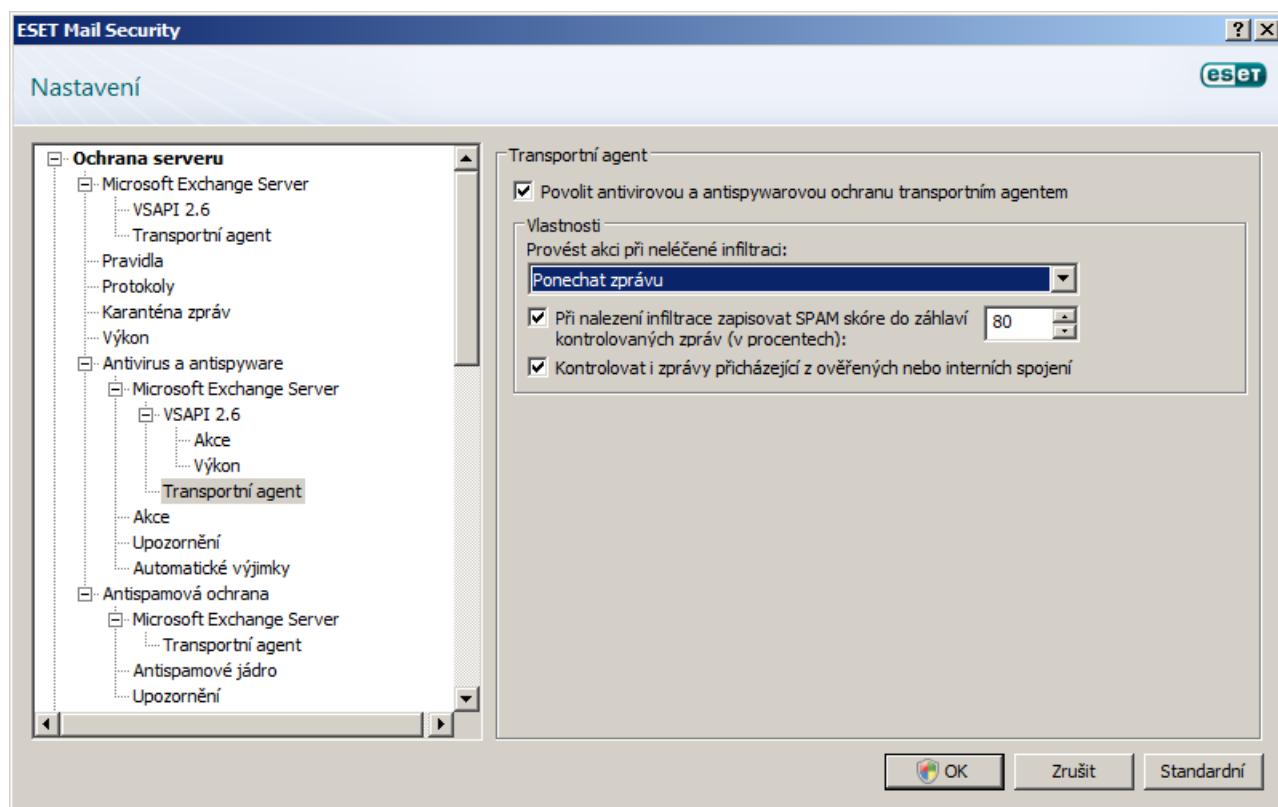 ESET Mail Security
Nastavení
eseT
Ochrana serveru
Microsoft Exchange Server
VSAPI 2.6
Transportní agent
Pravidla
Protokoly
Karanténa zpráv
Výkon
Antivirus a antispyware
Microsoft Exchange Server
VSAPI 2.6
Akce
Výkon
Transportní agent
Akce
Upozornění
Automatické výjimky
Antispamová ochrana
Microsoft Exchange Server
Transportní agent
Antispamové jádro
Upozornění
Transportní agent
Povolit antivirovou a antispywarovou ochranu transportním agentem
Vlastnosti
Provést akci při neléčené infiltraci:
Ponechat zprávu
Při nalezení infiltrace zapisovat SPAM skóre do záhlaví
kontrolovaných zpráv (v procentech):
80
Kontrolovat i zprávy přicházející z ověřených nebo interních spojení
OK
Zrušit
Standardní